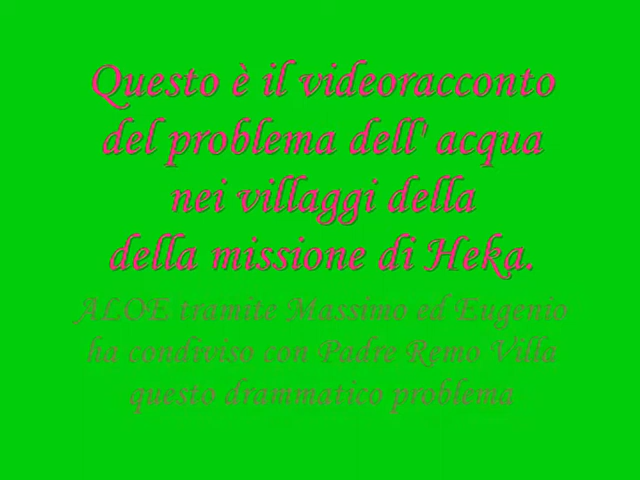 Questo è il videoracconto
del problema dell' acqua
nei villaggi della
della missione di Heka.
ALOE tramite Massimo ed Eugenio
ha condiviso con Padre Remo Villa
questo drammatico problema